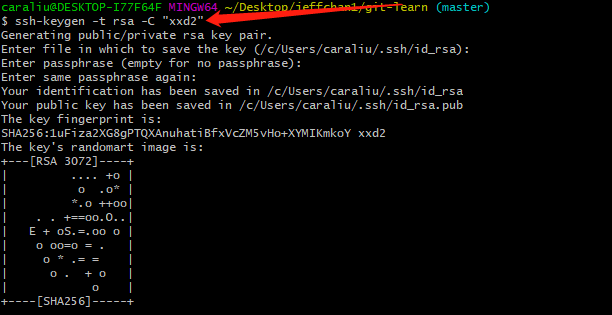 caraliu@DESKTOP-I77F64F MINGW64 ~/Desktop/jeffchan1/git-learn (master)
$ ssh-keygen -t rsa -C "xxd2"
Generating public/private rsa key pair.
Enter file in which to save the key (/c/Users/caraliu/.ssh/id_rsa):
Enter passphrase (empty for no passphrase):
Enter same passphrase again:
Your identification has been saved in /c/Users/caraliu/.ssh/id_rsa
Your public key has been saved in /c/Users/caraliu/.ssh/id_rsa.pub
The key fingerprint is:
SHA256:1uFiza2XG8gPTQXAnuhatiBfxVcZM5vHo+XYMIKmkoY xxd2
The key's randomart image is:
+---[RSA 3072]----+
|        .... +o  |
|         o  .o*  |
|        *.o ++oo|
|    . . +==oo.O..|
|   E + oS.=.oo o |
|    o oo=o = .   |
|     o * .= =    |
|      o .  + o   |
|           o     |
+----[SHA256]-----+